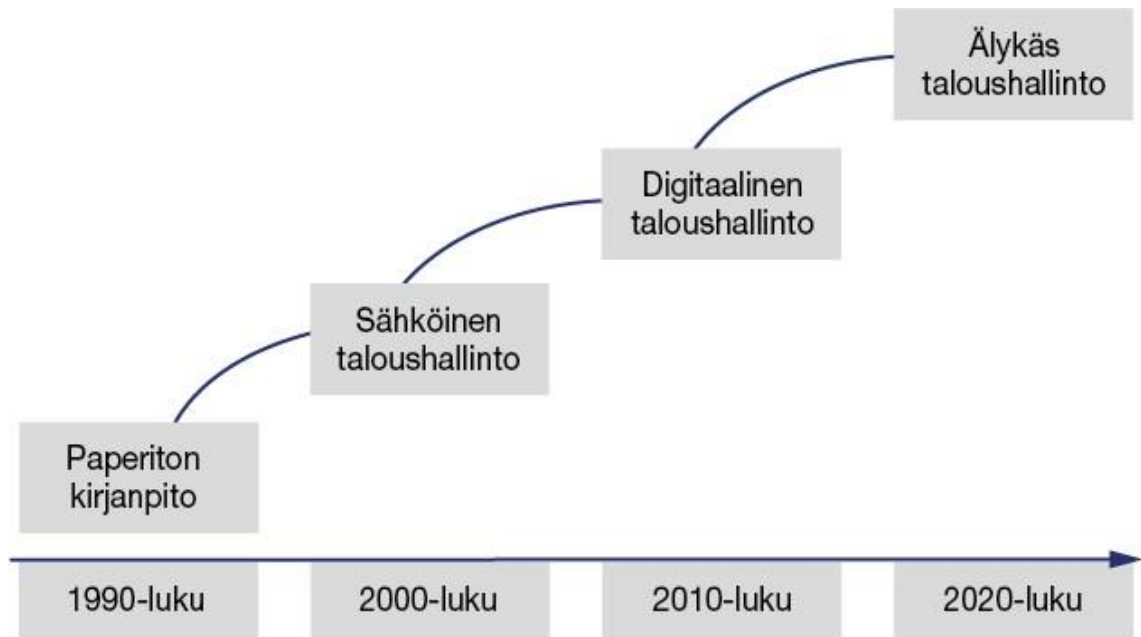 Älykäs
taloushallinto
Digitaalinen
taloushallinto
Sähköinen
taloushallinto
Paperiton
kirjanpito
1990-luku
2000-luku
2010-luku
2020-luku